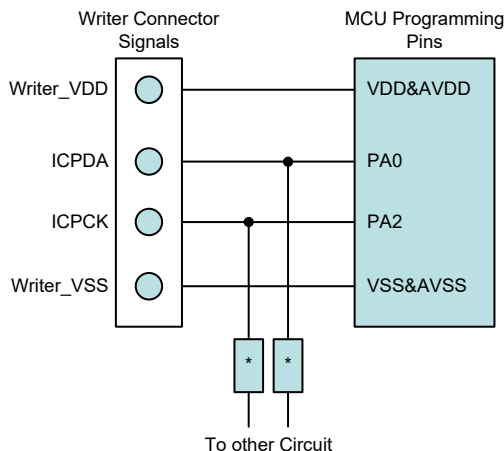 Writer Connector
Signals
MCU Programming
Pins
Writer_VDD
VDD&AVDD
ICPDA
PA0
ICPCK
PA2
Writer_VSS
VSS&AVSS
*
*
To other Circuit